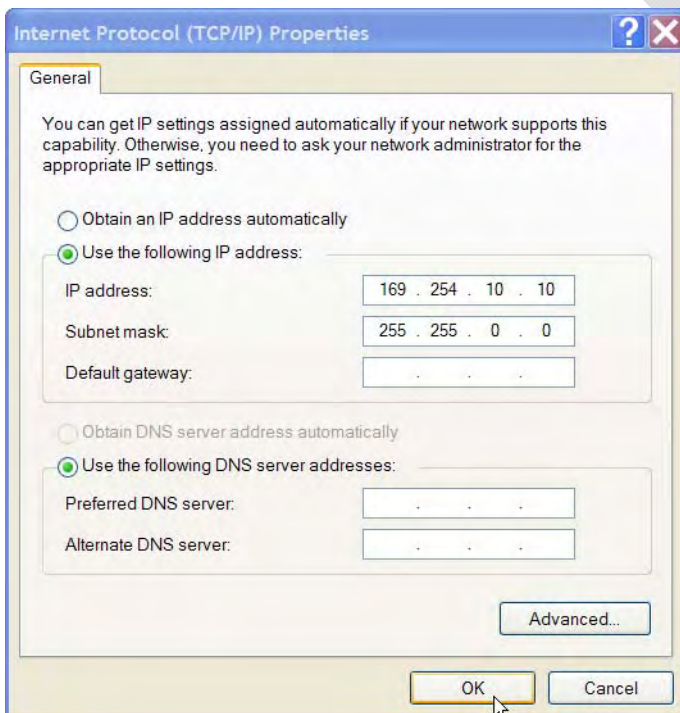 Internet Protocol (TCP/IP) Properties
General
You can get IP settings assigned automatically if your network supports this
capability. Otherwise, you need to ask your network administrator for the
appropriate IP settings.
Obtain an IP address automatically
Use the following IP address:
IP address: 169 . 254 . 10 . 10
Subnet mask: 255 . 255 . 0 . 0
Default gateway: . . .
Obtain DNS server address automatically
Use the following DNS server addresses:
Preferred DNS server: . . .
Alternate DNS server: . . .
Advanced...
OK Cancel